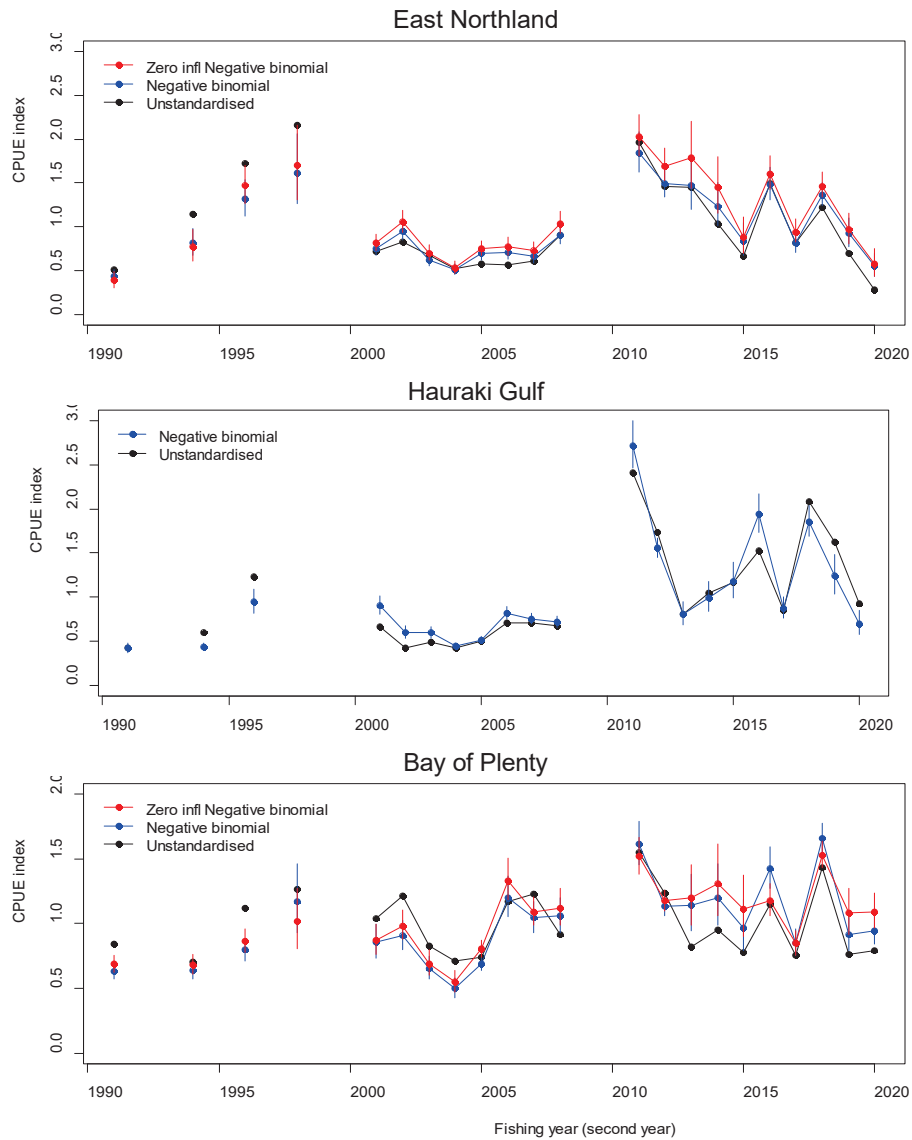 East Northland
3.0
2.5
2.0
1.5
1.0
0.5
0.0
CPUE index
Zero infl Negative binomial
Negative binomial
Unstandardised
1990 1995 2000 2005 2010 2015 2020
Hauraki Gulf
3.0
2.5
2.0
1.5
1.0
0.5
0.0
CPUE index
Negative binomial
Unstandardised
1990 1995 2000 2005 2010 2015 2020
Bay of Plenty
2.0
1.5
1.0
0.5
0.0
CPUE index
Zero infl Negative binomial
Negative binomial
Unstandardised
1990 1995 2000 2005 2010 2015 2020
Fishing year (second year)